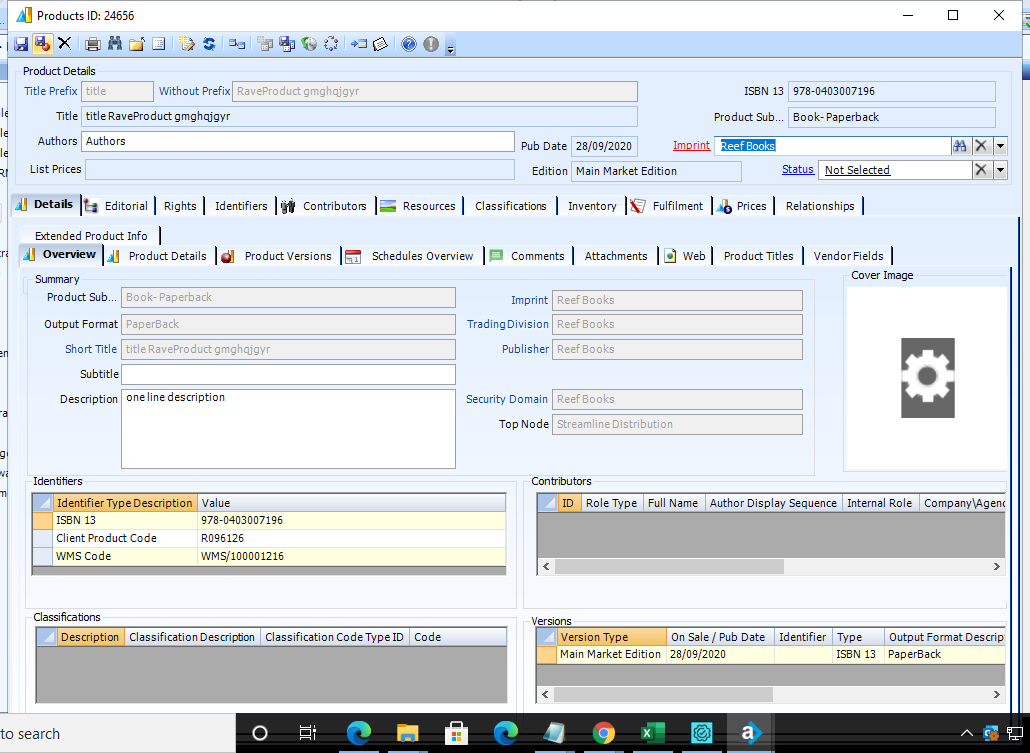 Products ID: 24656
Product Details
Title Prefix title Without Prefix RaveProduct gmghqjgyr ISBN 13 978-0403007196
Title title RaveProduct gmghqjgyr Product Sub... Book- Paperback
Authors Authors Pub Date 28/09/2020 Imprint Reef Books
List Prices Edition Main Market Edition Status Not Selected
Details Editorial Rights Identifiers Contributors Resources Classifications Inventory Fulfilment Prices Relationships
Extended Product Info
Overview Product Details Product Versions Schedules Overview Comments Attachments Web Product Titles Vendor Fields
Summary Cover Image
Product Sub... Book- Paperback Imprint Reef Books
Output Format PaperBack Trading Division Reef Books
Short Title title RaveProduct gmghqjgyr Publisher Reef Books
Subtitle
Description one line description Security Domain Reef Books
Top Node Streamline Distribution
Identifiers
Identifier Type Description Value
ISBN 13 978-0403007196
Client Product Code R096126
WMS Code WMS/100001216
Contributors
ID Role Type Full Name Author Display Sequence Internal Role Company\Agenc
Classifications
Description Classification Description Classification Code Type ID Code
Versions
Version Type On Sale / Pub Date Identifier Type Output Format Descrip
Main Market Edition 28/09/2020 ISBN 13 PaperBack
to search